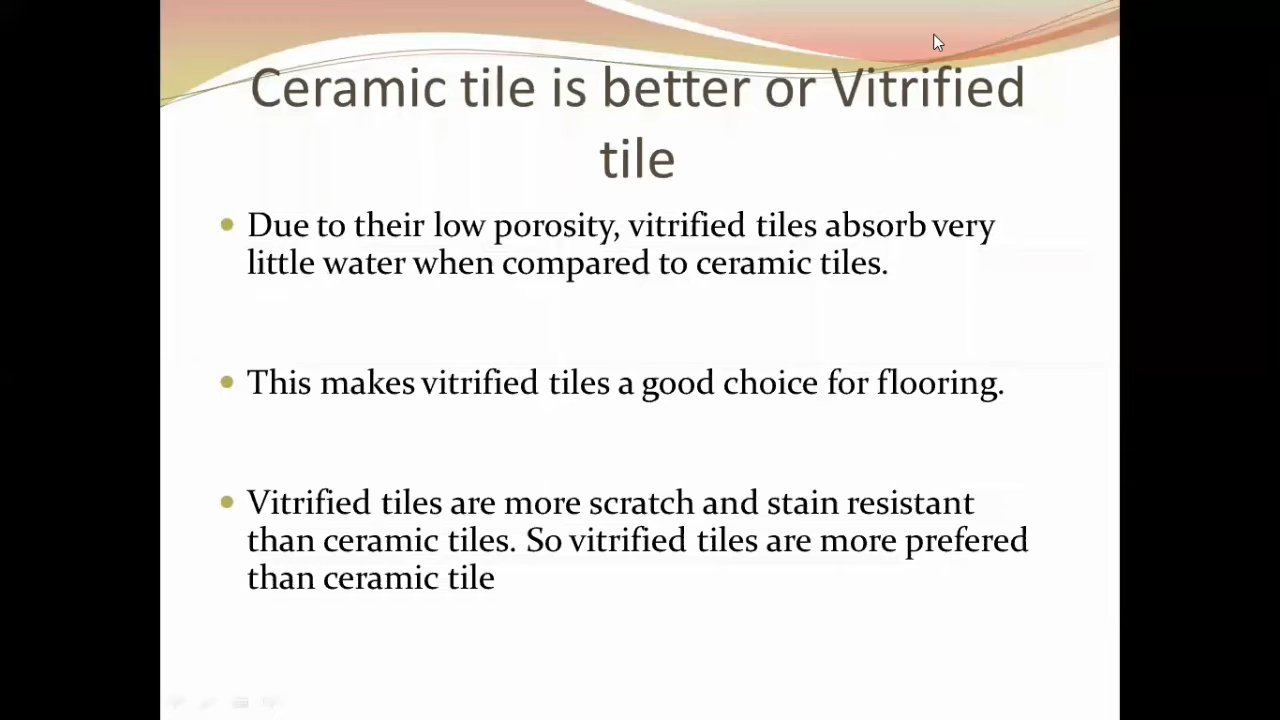 Ceramic tile is better or Vitrified
tile
Due to their low porosity, vitrified tiles absorb very
little water when compared to ceramic tiles.
This makes vitrified tiles a good choice for flooring.
Vitrified tiles are more scratch and stain resistant
than ceramic tiles. So vitrified tiles are more prefered
than ceramic tile